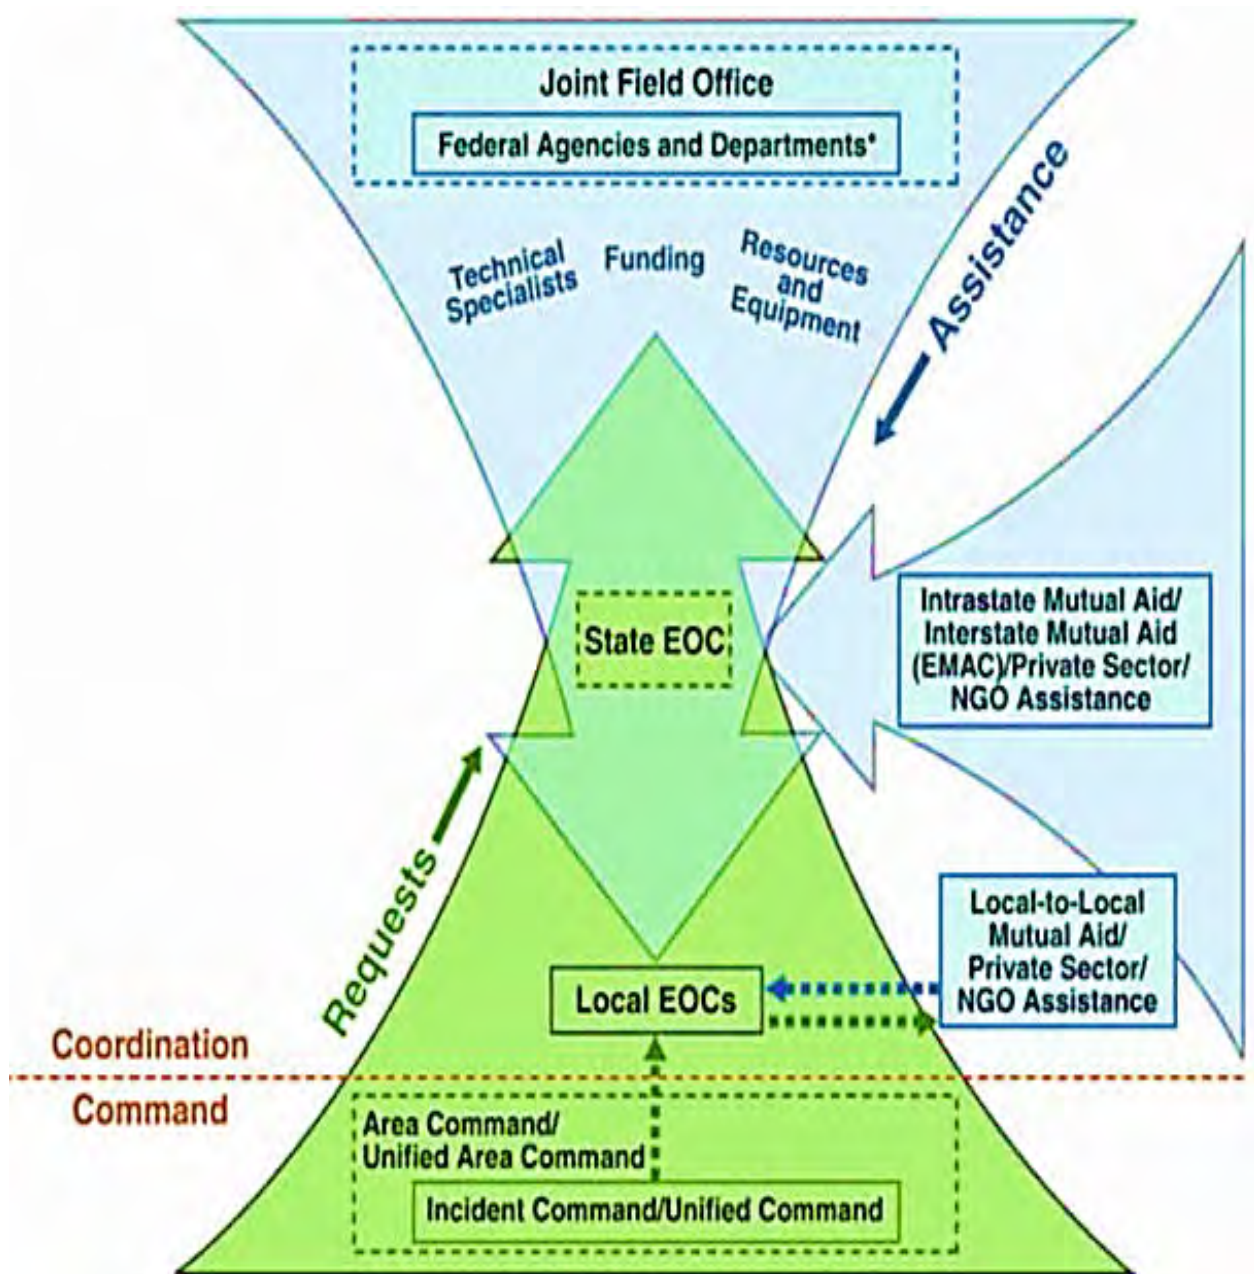 Joint Field Office
Federal Agencies and Departments*
Technical
Specialists
Funding
Resources
and
Equipment
Assistance
State EOC
Intrastate Mutual Aid/
Interstate Mutual Aid
(EMAC)/Private Sector/
NGO Assistance
Requests
Local-to-Local
Mutual Aid/
Private Sector/
NGO Assistance
Local EOCs
Coordination
Command
Area Command/
Unified Area Command
Incident Command/Unified Command